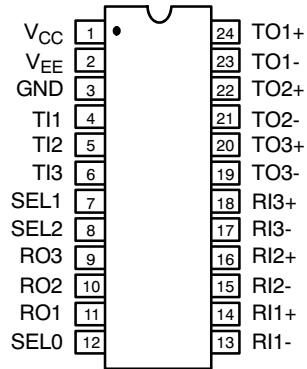 VCC 1 24 TO1+
VEE 2 23 TO1-
GND 3 22 TO2+
TI1 4 21 TO2-
TI2 5 20 TO3+
TI3 6 19 TO3-
SEL1 7 18 RI3+
SEL2 8 17 RI3-
RO3 9 16 RI2+
RO2 10 15 RI2-
RO1 11 14 RI1+
SEL0 12 13 RI1-